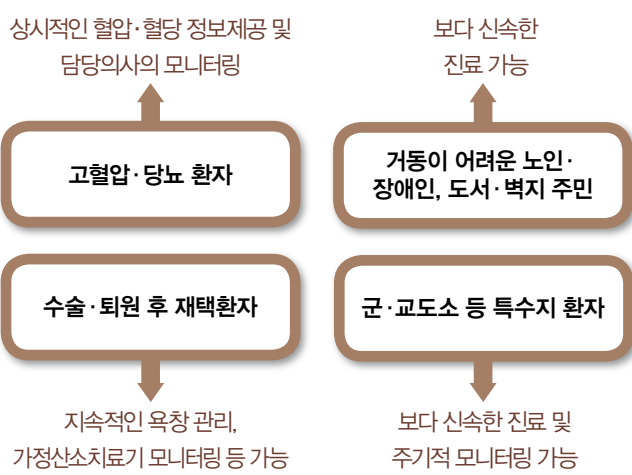 상시적인 혈압·혈당 정보제공 및
담당의사의 모니터링
보다 신속한
진료 가능
고혈압·당뇨 환자
거동이 어려운 노인·
장애인, 도서·벽지 주민
수술·퇴원 후 재택환자
군·교도소 등 특수지 환자
지속적인 욕창 관리,
가정산소치료기 모니터링 등 가능
보다 신속한 진료 및
주기적 모니터링 가능